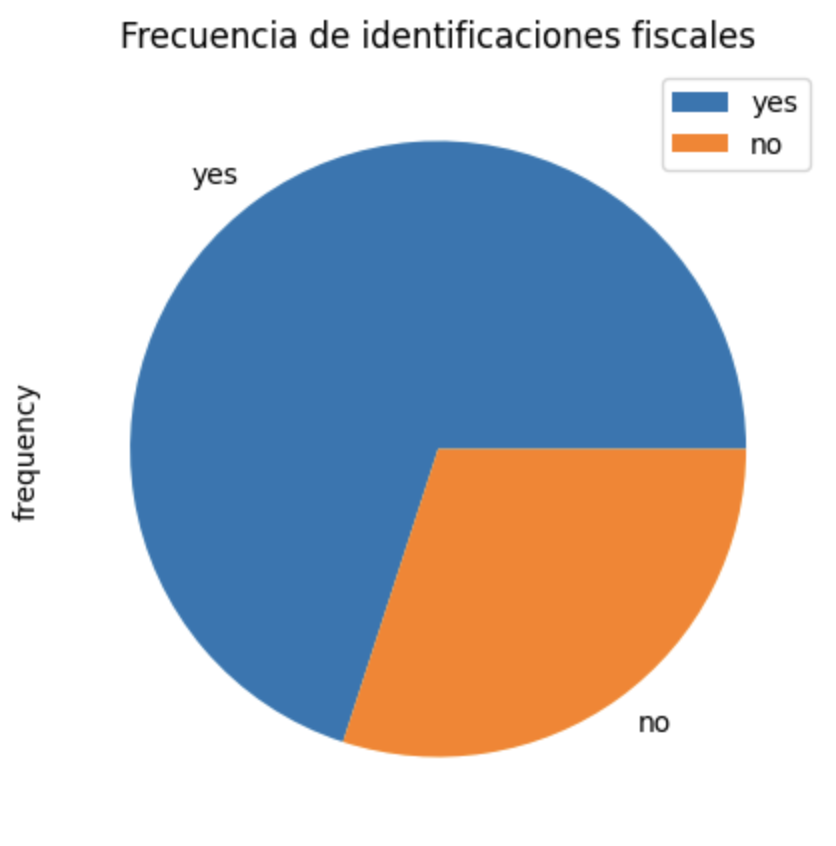 Frecuencia de identificaciones fiscales
yes
no
yes
frequency
no